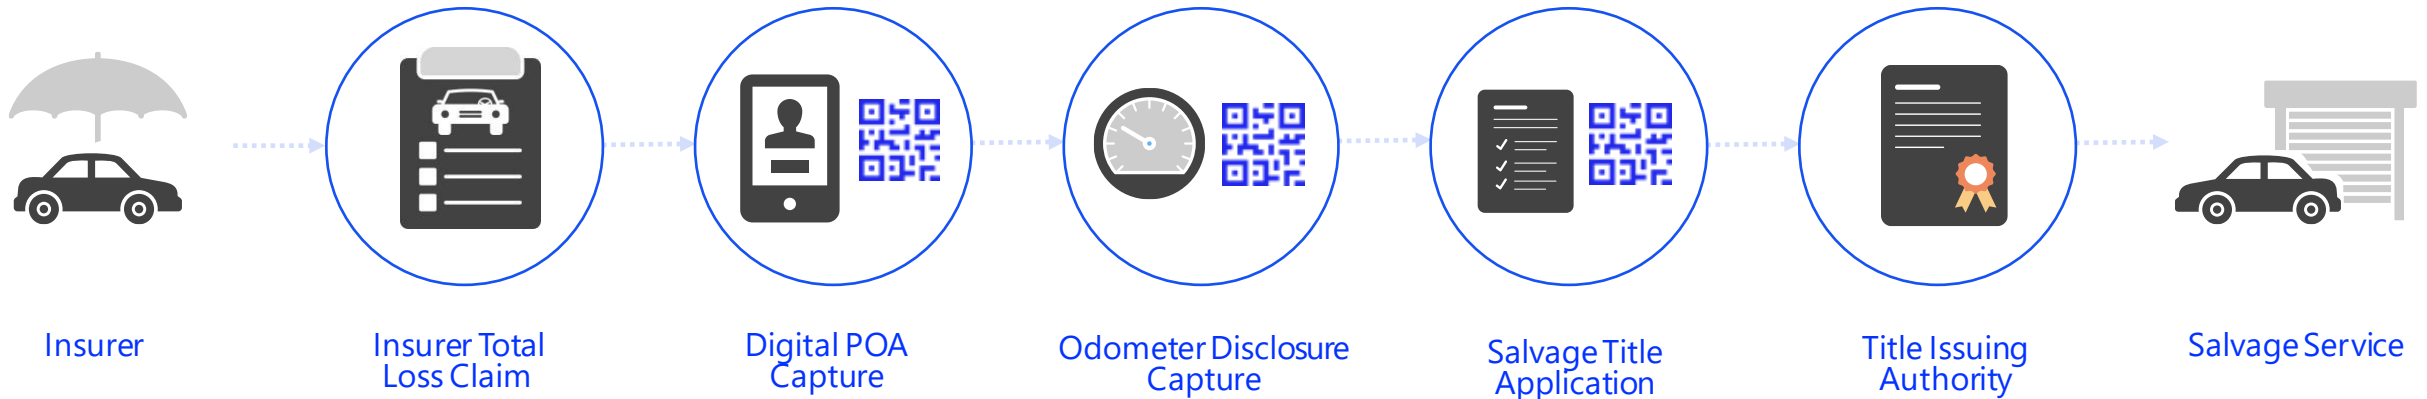 Insurer
Insurer Total
Loss Claim
Digital POA
Capture
Odometer Disclosure
Capture
Salvage Title
Application
Title Issuing
Authority
Salvage Service